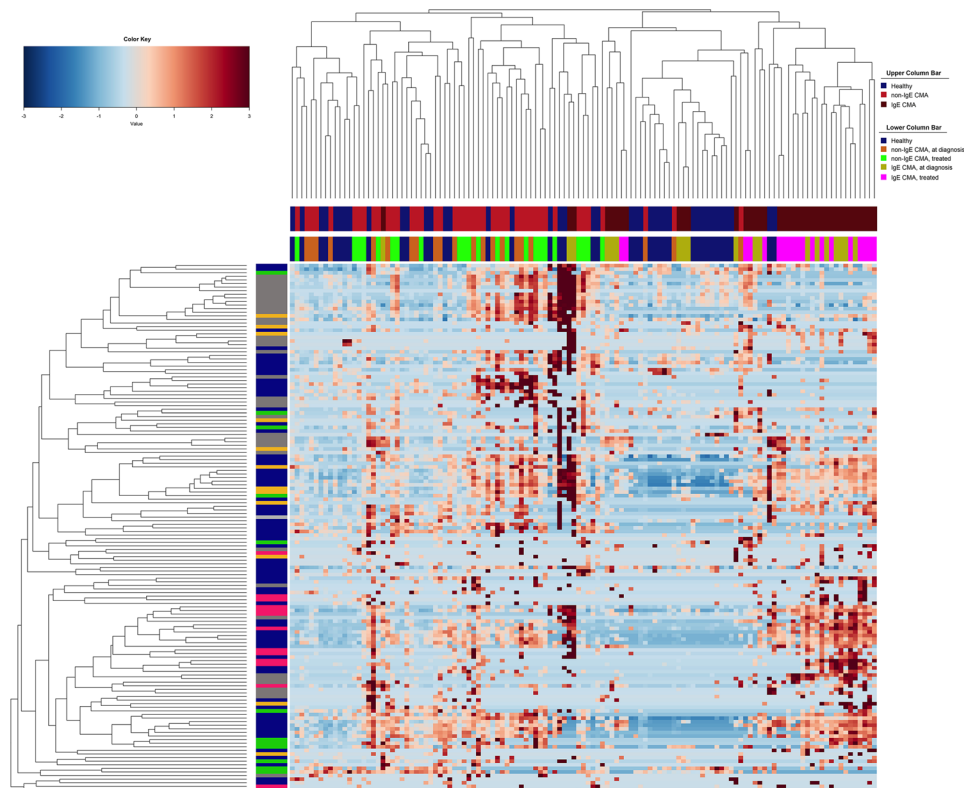 Color Key
-3 -2 -1 0 1 2 3
Value
Upper Column Bar
Healthy
non-IgE CMA
IgE CMA
Lower Column Bar
Healthy
non-IgE CMA, at diagnosis
non-IgE CMA, treated
IgE CMA, at diagnosis
IgE CMA, treated